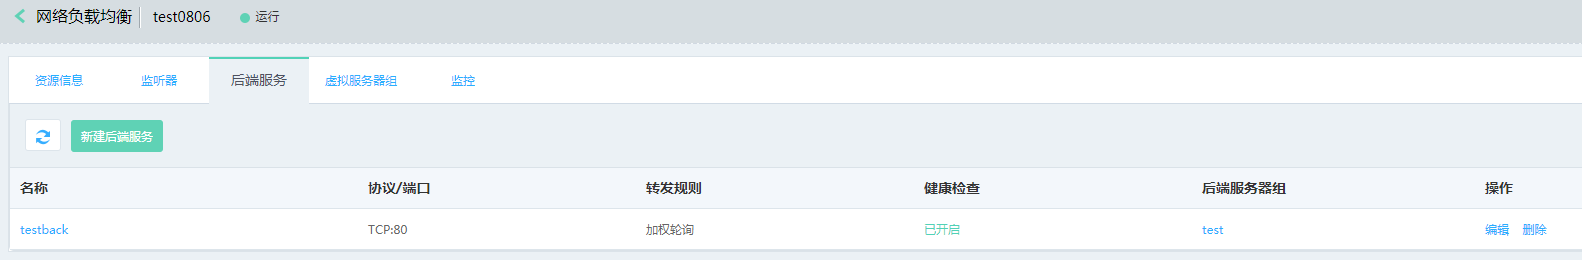 网络负载均衡 test0806 运行
资源信息 监听器 后端服务 虚拟服务器组 监控
新建后端服务
名称 协议/端口 转发规则 健康检查 后端服务器组 操作
testback TCP:80 加权轮询 已开启 test 编辑 删除